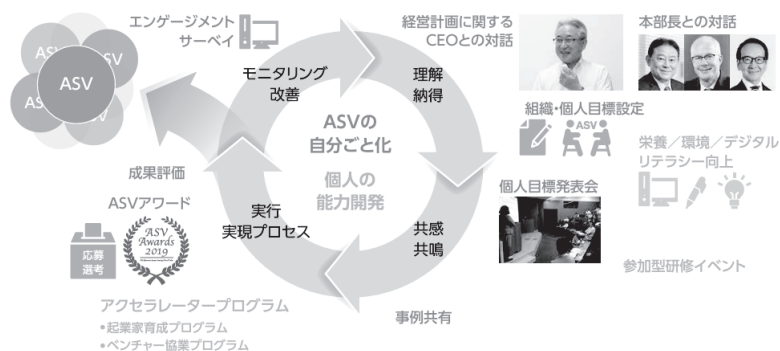 エンゲージメント
サーベイ
ASV
ASV
ASV
モニタリング
改善
ASVの
自分ごと化
個人の
能力開発
理解
納得
共感
共鳴
実行
実現プロセス
経営計画に関する
CEOとの対話
本部長との対話
組織・個人目標設定
ASV
栄養／環境／デジタル
リテラシー向上
個人目標発表会
参加型研修イベント
事例共有
成果評価
ASVアワード
応募
選考
ASV
Awards
2019
アクセラレータープログラム
•起業家育成プログラム
•ベンチャー協業プログラム